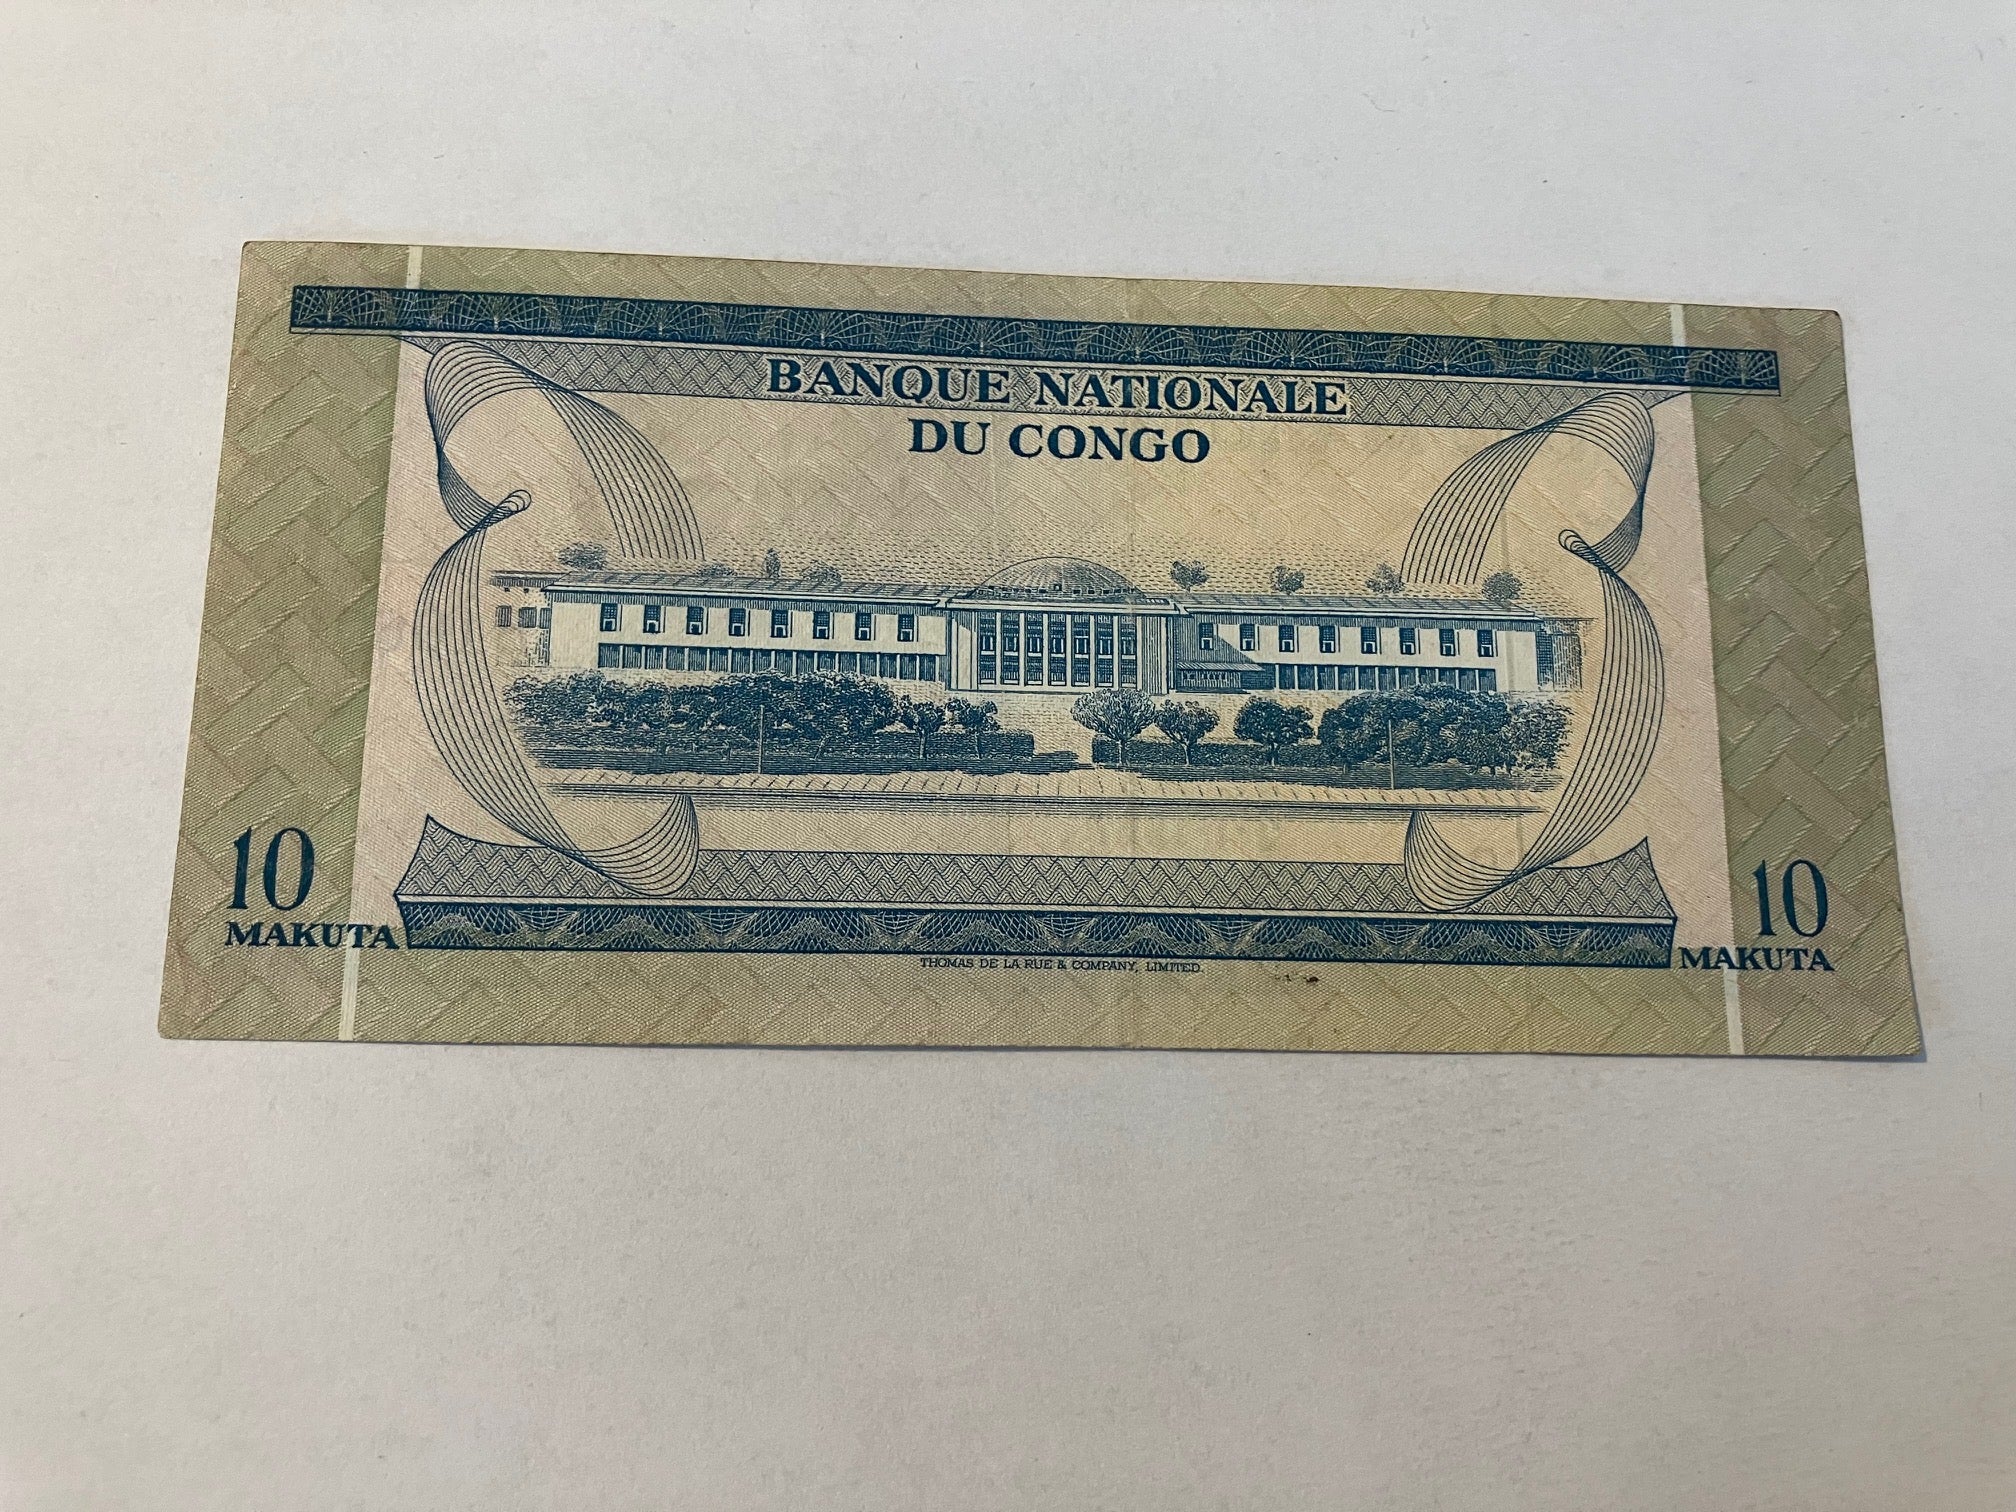 BANQUE NATIONALE
DU CONGO
10
MAKUTA
10
MAKUTA
THOMAS DE LA RUE & COMPANY, LIMITED.